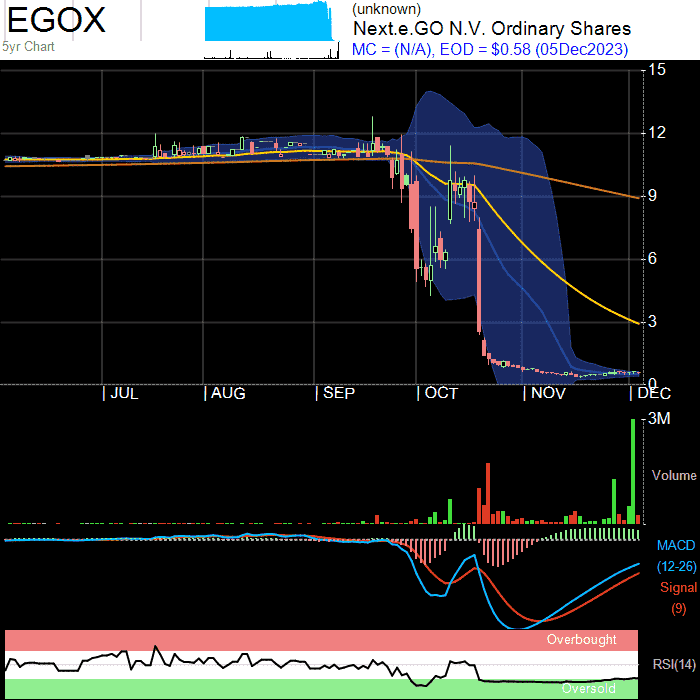 EGOX
5yr Chart
(unknown)
Next.e.GO N.V. Ordinary Shares
MC = (N/A), EOD = $0.58 (05Dec2023)
15
12
9
6
3
0
JUL
AUG
SEP
OCT
NOV
DEC
3M
Volume
MACD
(12-26)
Signal
(9)
Overbought
RSI(14)
Oversold